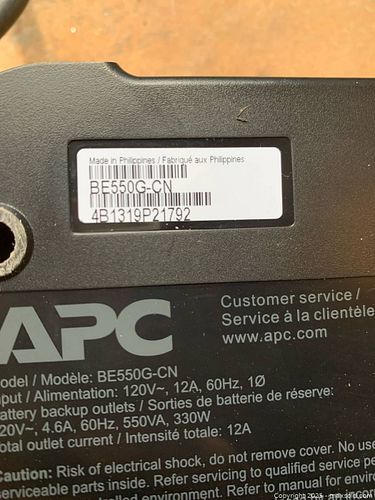 Made in Philippines / Fabriqué aux Philippines
BE550G-CN
4B1319P21792
APC
Customer service /
Service à la clientèle
www.apc.com
odel / Modèle: BE550G-CN
nput / Alimentation: 120V~, 12A, 60Hz, 1Ø
attery backup outlets / Sorties de batterie de réserve:
20V~, 4.6A, 60Hz, 550VA, 330W
otal outlet current / Intensité totale: 12A
Caution: Risk of electrical shock, do not remove cover. No use
serviceable parts inside. Refer servicing to qualified service pe
controlled environment. Refer to manual for envir